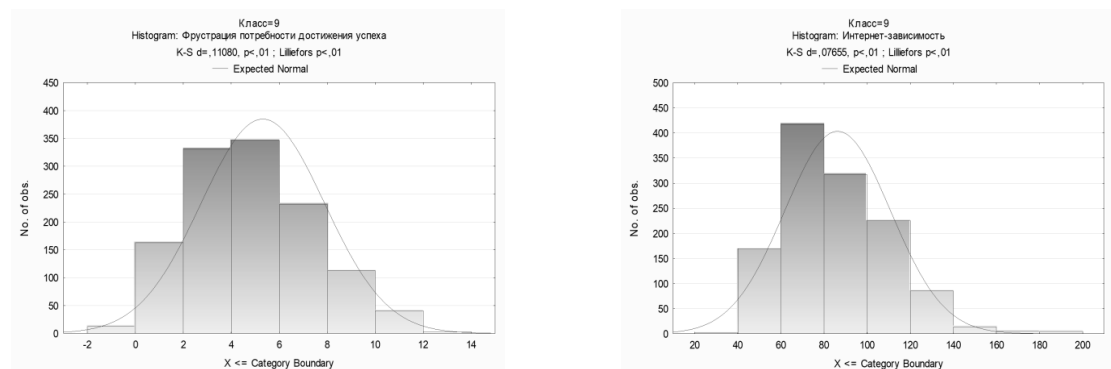 Класс=9
Histogram: Фрустрация потребности достижения успеха
K-S d=,11080, p<,01 ; Lilliefors p<,01
Expected Normal
450
400
350
300
250
200
150
100
50
0
No. of obs.
-2 0 2 4 6 8 10 12 14
X <= Category Boundary
Класс=9
Histogram: Интернет-зависимость
K-S d=,07655, p<,01 ; Lilliefors p<,01
Expected Normal
500
450
400
350
300
250
200
150
100
50
0
No. of obs.
20 40 60 80 100 120 140 160 180 200
X <= Category Boundary